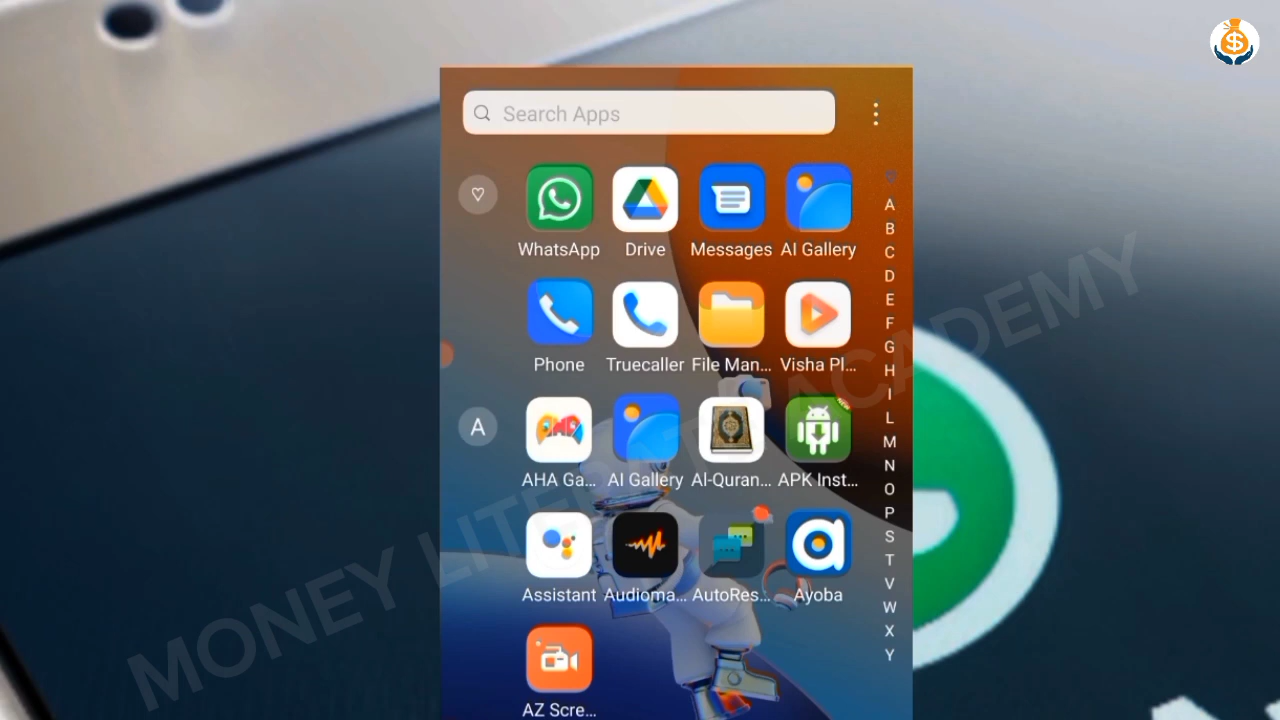 Search Apps
♡
WhatsApp Drive Messages AI Gallery
Phone Truecaller File Man... Visha Pl...
A
AHA Ga... AI Gallery Al-Quran... APK Inst...
Assistant Audioma... AutoRes... Ayoba
AZ Scre...
A
B
C
D
E
F
G
H
I
L
M
N
O
P
S
T
V
W
X
Y
MONEY LITERATE ACADEMY
$